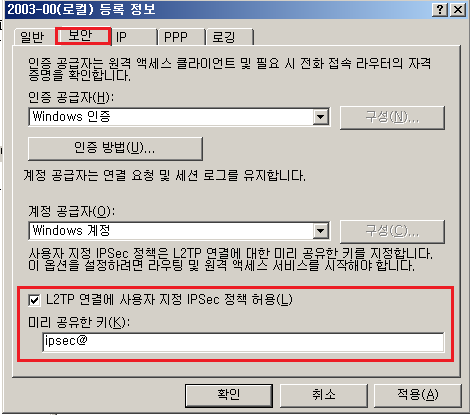 2003-00(로컬) 등록 정보
일반 보안 IP PPP 로깅
인증 공급자는 원격 액세스 클라이언트 및 필요 시 전화 접속 라우터의 자격
증명을 확인합니다.
인증 공급자(H):
Windows 인증 구성(N)...
인증 방법(U)...
계정 공급자는 연결 요청 및 세션 로그를 유지합니다.
계정 공급자(O):
Windows 계정 구성(C)...
사용자 지정 IPSec 정책은 L2TP 연결에 대한 미리 공유한 키를 지정합니다.
이 옵션을 설정하려면 라우팅 및 원격 액세스 서비스를 시작해야 합니다.
L2TP 연결에 사용자 지정 IPSec 정책 허용(L)
미리 공유한 키(K):
ipsec@
확인 취소 적용(A)